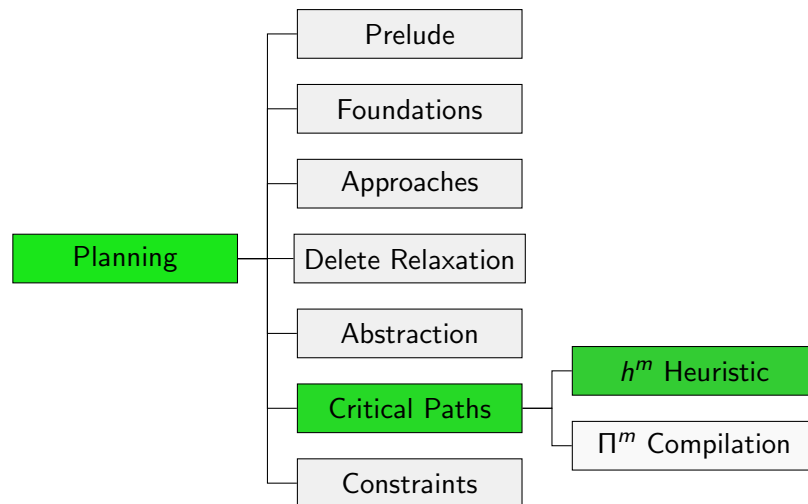 Prelude
Foundations
Approaches
Planning
Delete Relaxation
Abstraction
Critical Paths
hᵐ Heuristic
Πᵐ Compilation
Constraints